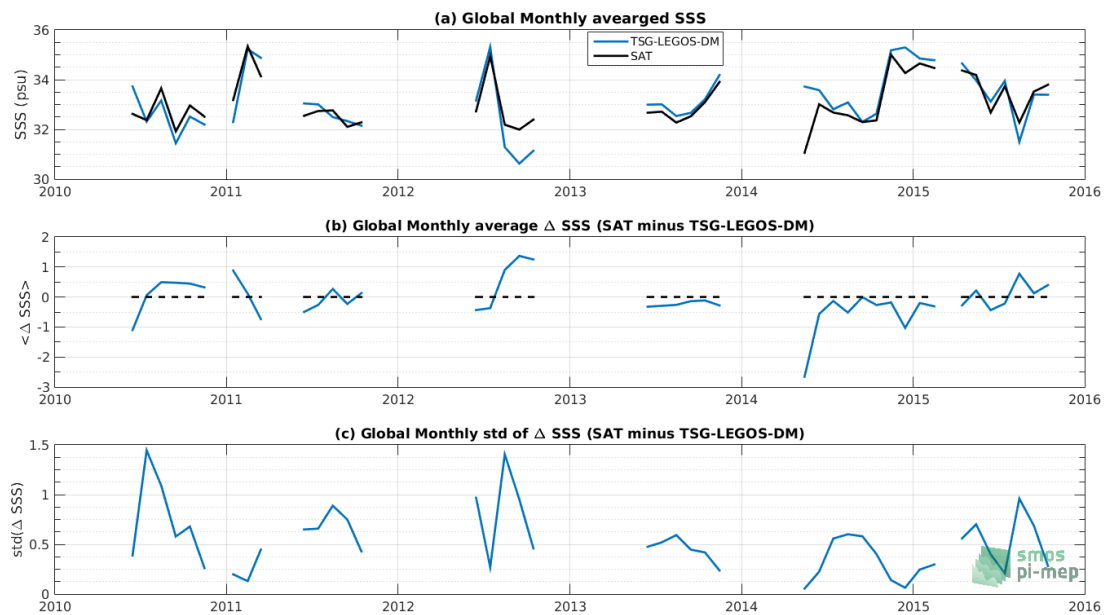 (a) Global Monthly avearged SSS
36
34
32
30
SSS (psu)
TSG-LEGOS-DM
SAT
2010 2011 2012 2013 2014 2015 2016
(b) Global Monthly average Δ SSS (SAT minus TSG-LEGOS-DM)
2
1
0
-1
-2
-3
<Δ SSS>
2010 2011 2012 2013 2014 2015 2016
(c) Global Monthly std of Δ SSS (SAT minus TSG-LEGOS-DM)
1.5
1
0.5
0
std(Δ SSS)
smos
pi-mep
2010 2011 2012 2013 2014 2015 2016